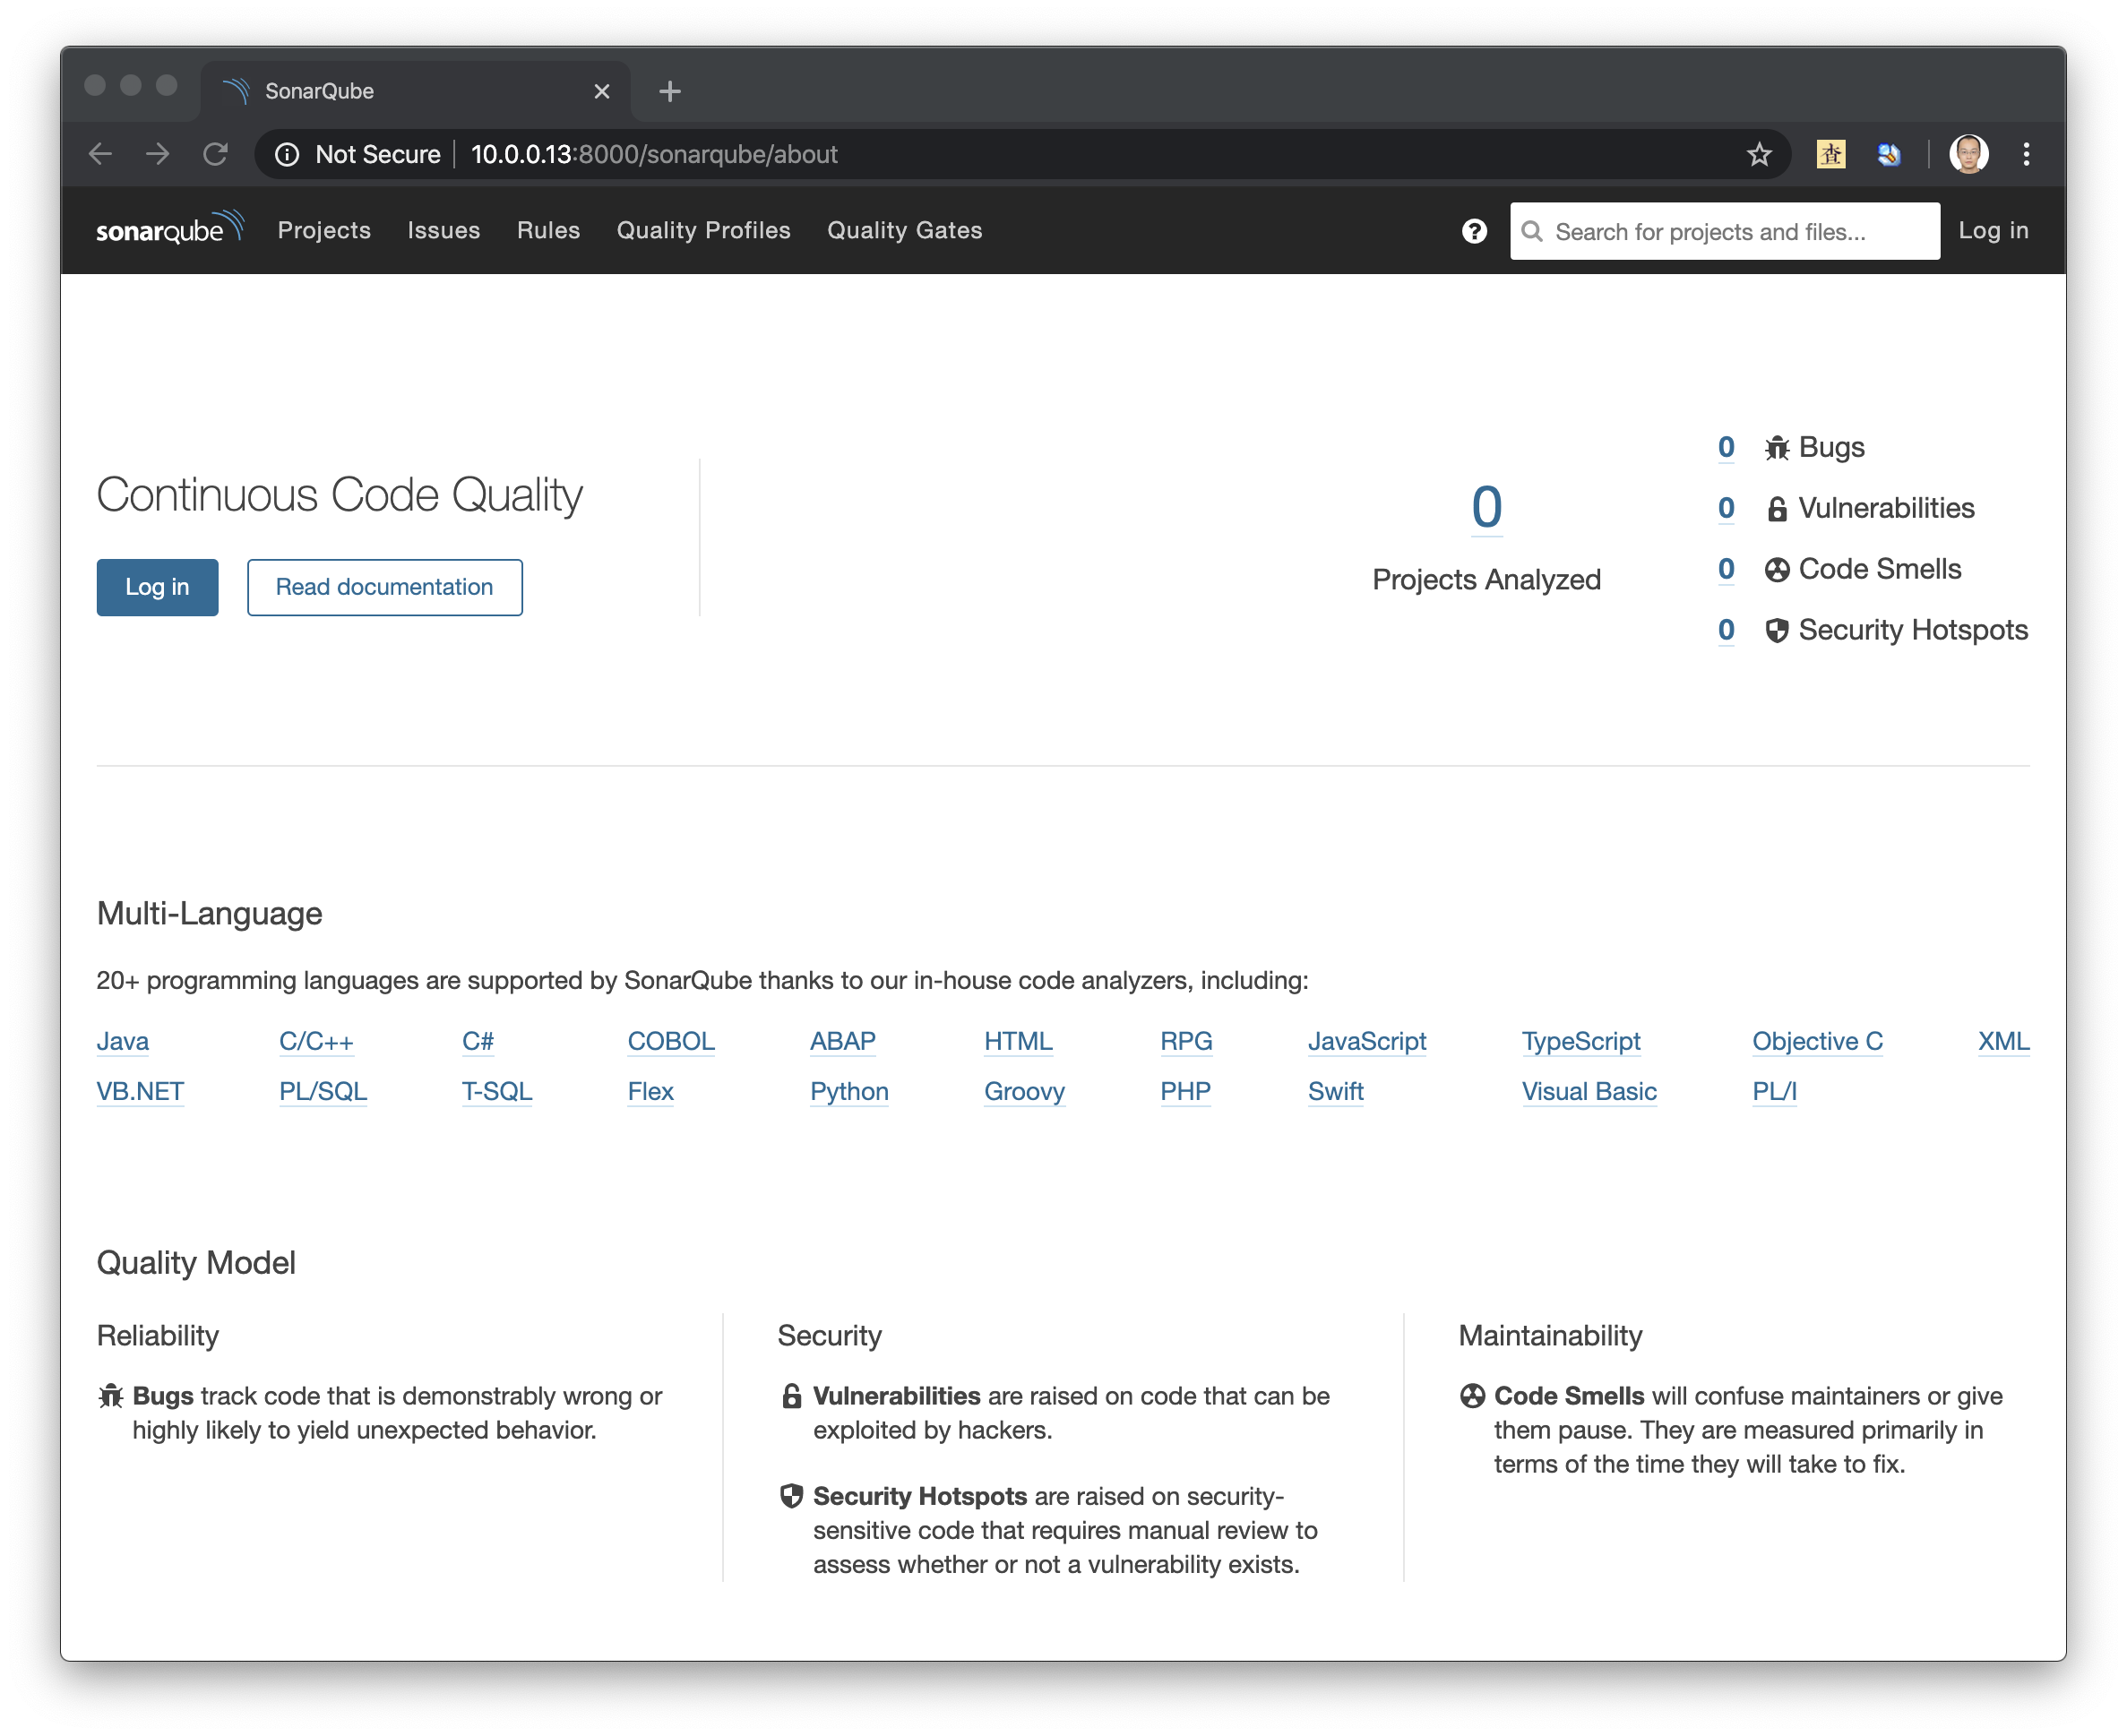 SonarQube
Not Secure 10.0.0.13:8000/sonarqube/about 查
sonarqube Projects Issues Rules Quality Profiles Quality Gates ? Search for projects and files... Log in
Continuous Code Quality
Log in Read documentation
0
Projects Analyzed
0 Bugs
0 Vulnerabilities
0 Code Smells
0 Security Hotspots
Multi-Language
20+ programming languages are supported by SonarQube thanks to our in-house code analyzers, including:
Java C/C++ C# COBOL ABAP HTML RPG JavaScript TypeScript Objective C XML
VB.NET PL/SQL T-SQL Flex Python Groovy PHP Swift Visual Basic PL/I
Quality Model
Reliability
Bugs track code that is demonstrably wrong or
highly likely to yield unexpected behavior.
Security
Vulnerabilities are raised on code that can be
exploited by hackers.
Security Hotspots are raised on security-
sensitive code that requires manual review to
assess whether or not a vulnerability exists.
Maintainability
Code Smells will confuse maintainers or give
them pause. They are measured primarily in
terms of the time they will take to fix.